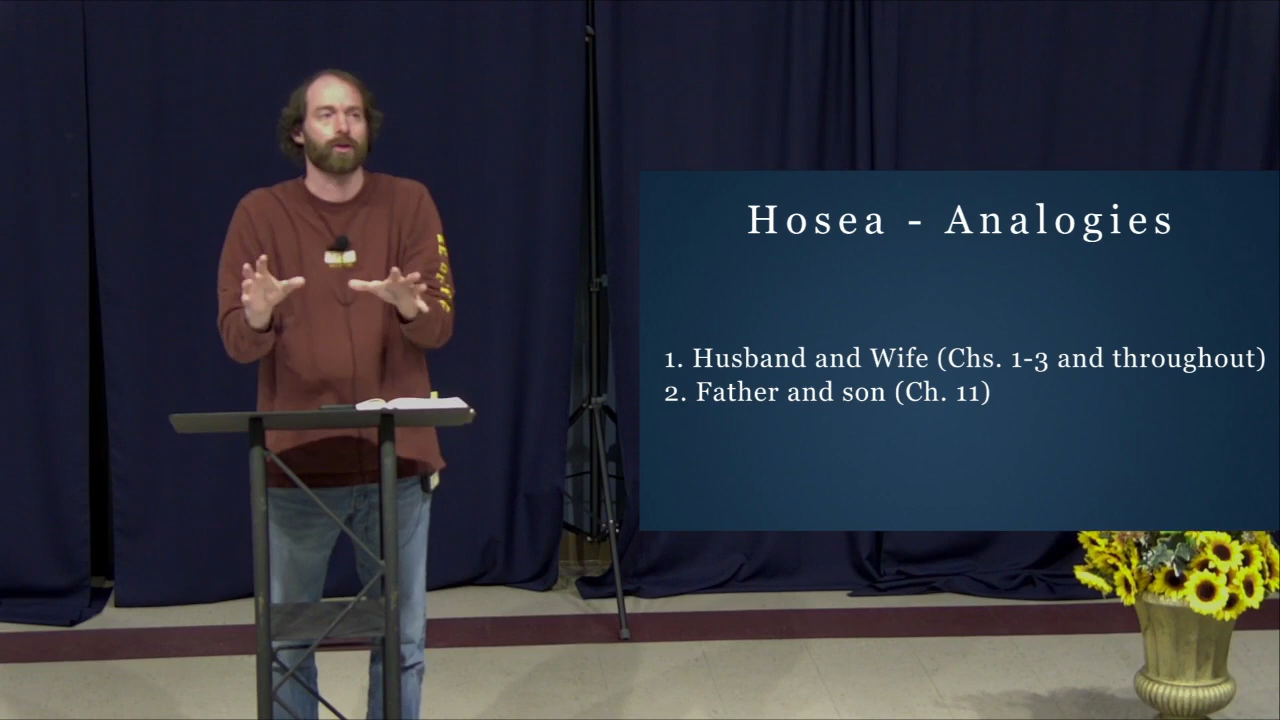 Hosea - Analogies
1. Husband and Wife (Chs. 1-3 and throughout)
2. Father and son (Ch. 11)